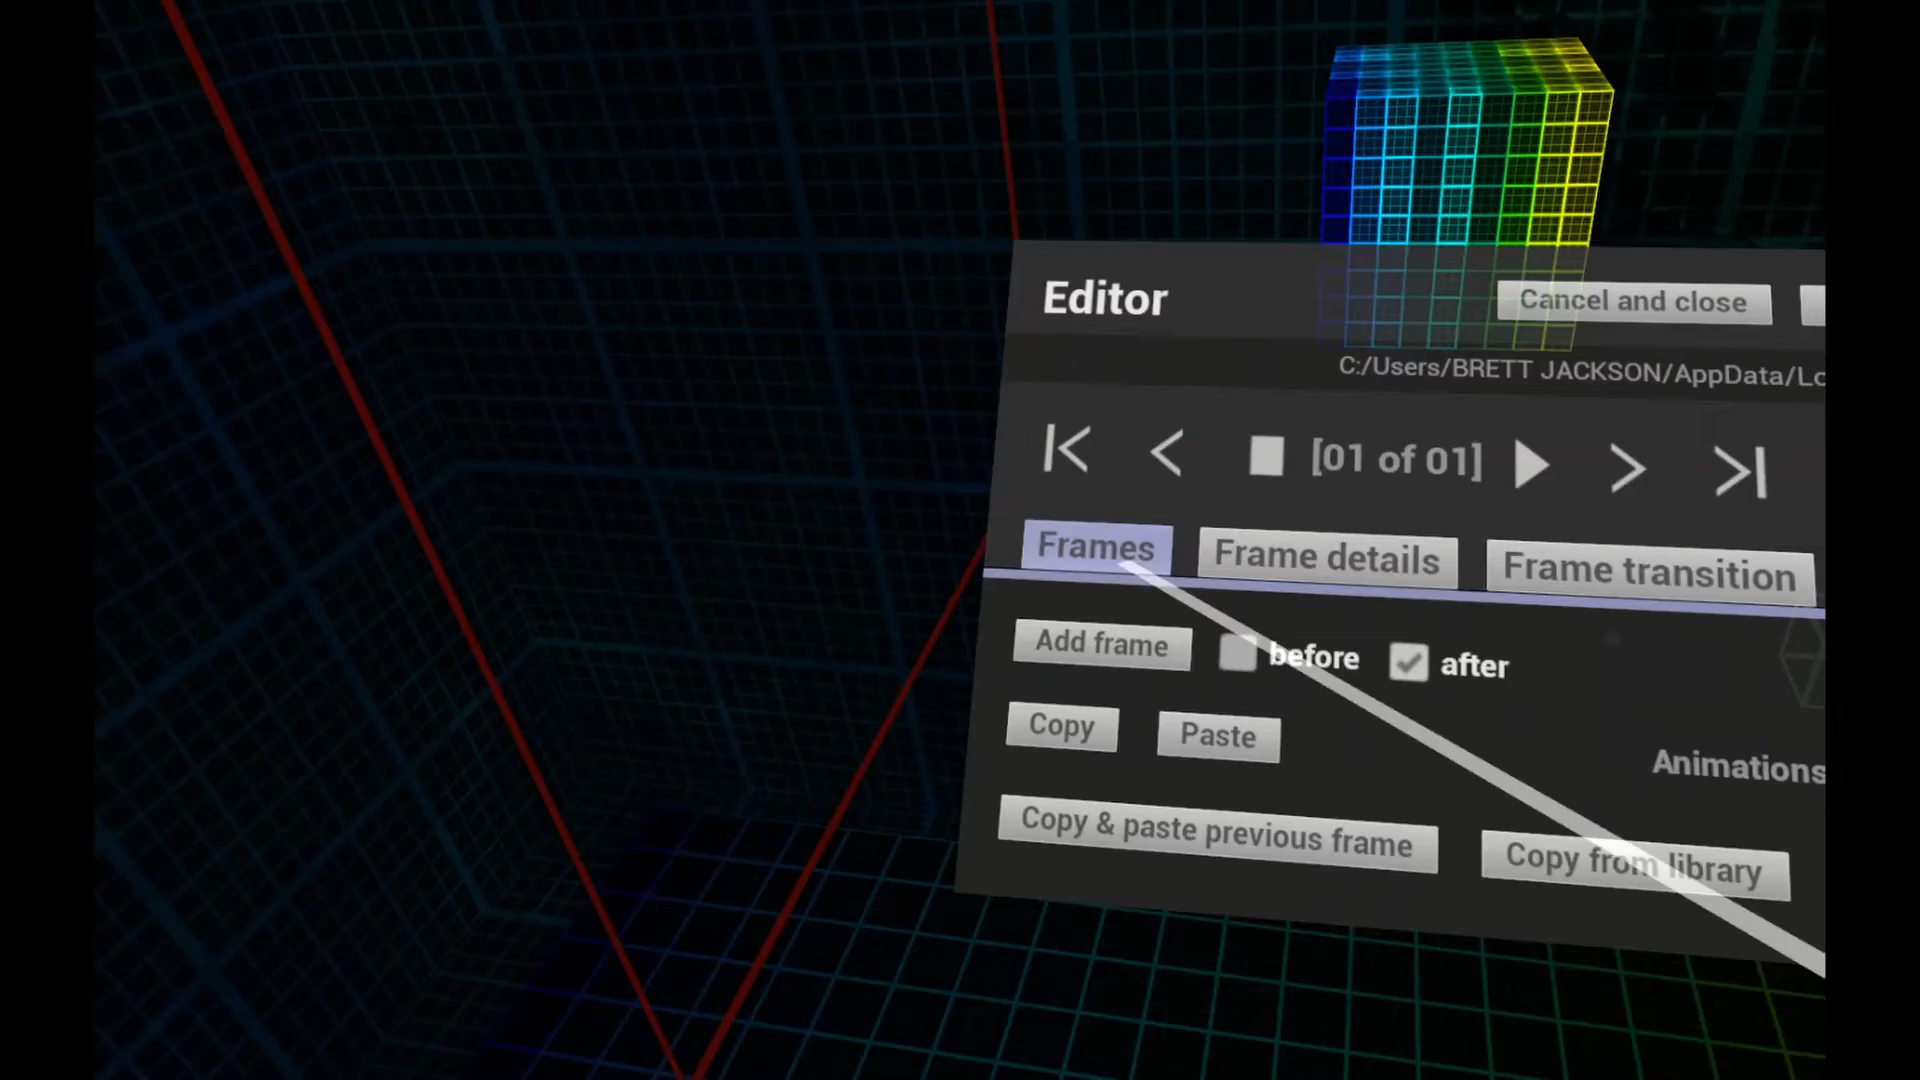 Editor
Cancel and close
C:/Users/BRETT JACKSON/AppData/Lo
[01 of 01]
Frames
Frame details
Frame transition
Add frame
before
after
Copy
Paste
Animations
Copy & paste previous frame
Copy from library